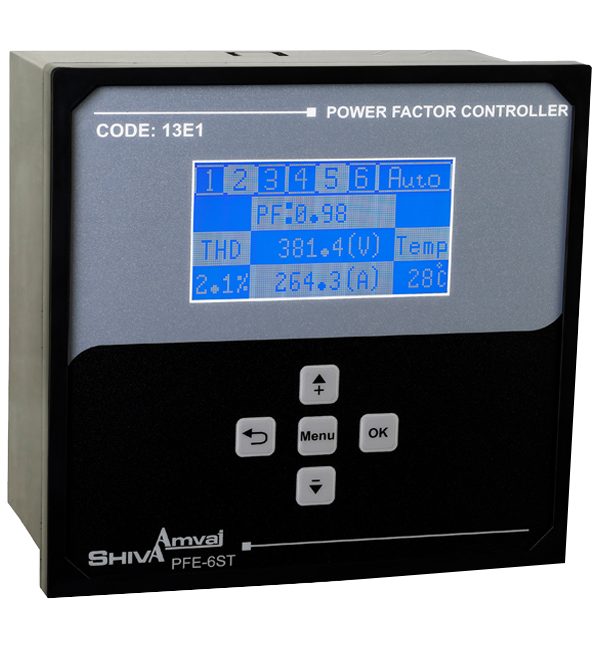 POWER FACTOR CONTROLLER
CODE: 13E1
1 2 3 4 5 6 Auto
PF:0.98
THD 381.4(V) Temp
2.1% 264.3(A) 28°C
+
Menu OK
SHIVA Amvaj
PFE-6ST